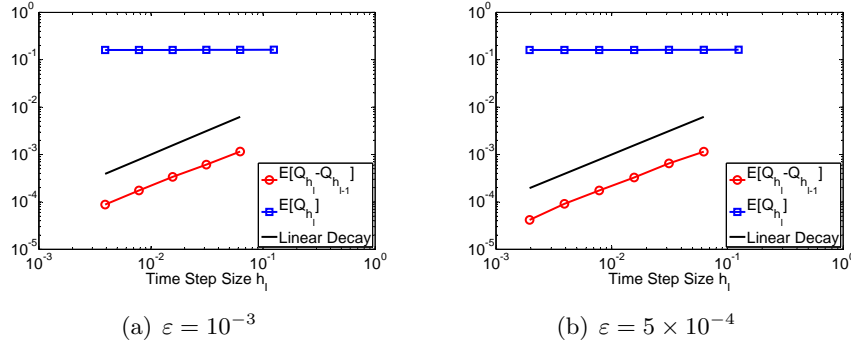 10^0
10^-1
10^-2
10^-3
10^-4
10^-5
E[Q_{h_l}-Q_{h_{l-1}}]
E[Q_{h_l}]
Linear Decay
10^-3
10^-2
10^-1
10^0
Time Step Size h_l
(a) ε = 10^{-3}
10^0
10^-1
10^-2
10^-3
10^-4
10^-5
E[Q_{h_l}-Q_{h_{l-1}}]
E[Q_{h_l}]
Linear Decay
10^-3
10^-2
10^-1
10^0
Time Step Size h_l
(b) ε = 5 × 10^{-4}